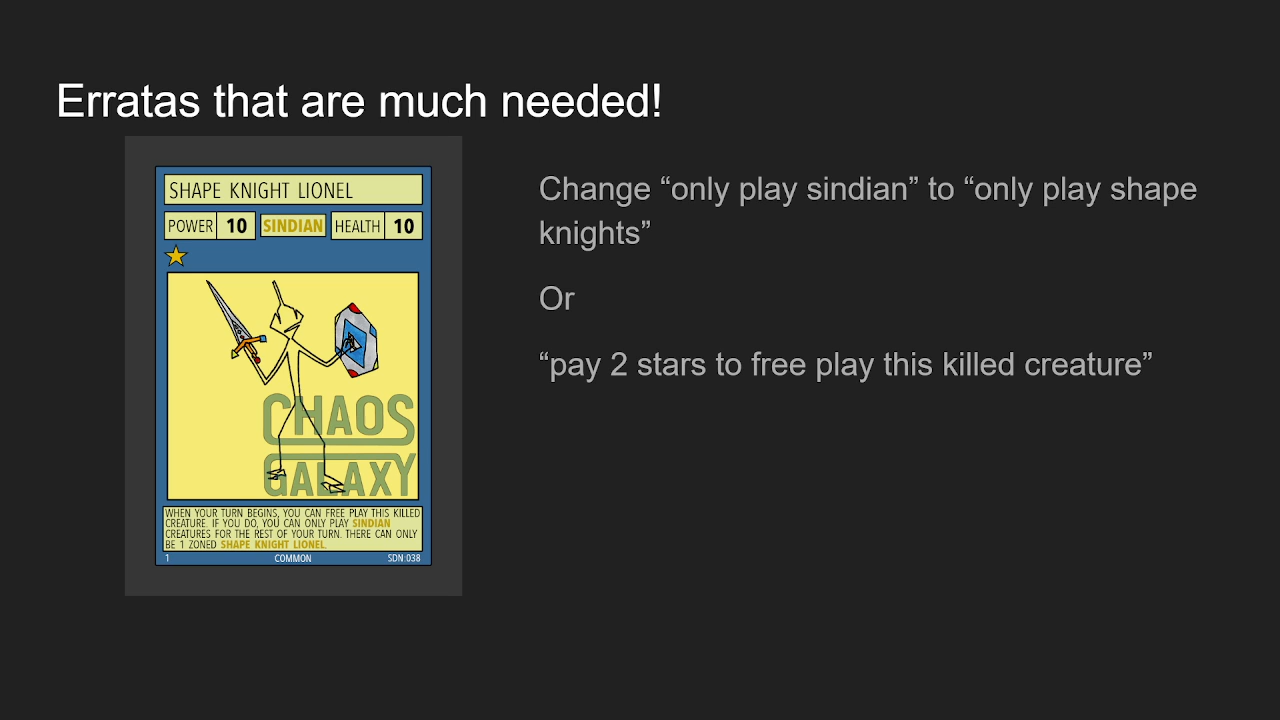 Erratas that are much needed!
SHAPE KNIGHT LIONEL
POWER 10 SINDIAN HEALTH 10
CHAOS
GALAXY
WHEN YOUR TURN BEGINS, YOU CAN FREE PLAY THIS KILLED
CREATURE. IF YOU DO, YOU CAN ONLY PLAY SINDIAN
CREATURES FOR THE REST OF YOUR TURN. THERE CAN ONLY
BE 1 ZONED SHAPE KNIGHT LIONEL.
1 COMMON SDN:038
Change “only play sindian” to “only play shape
knights”
Or
“pay 2 stars to free play this killed creature”